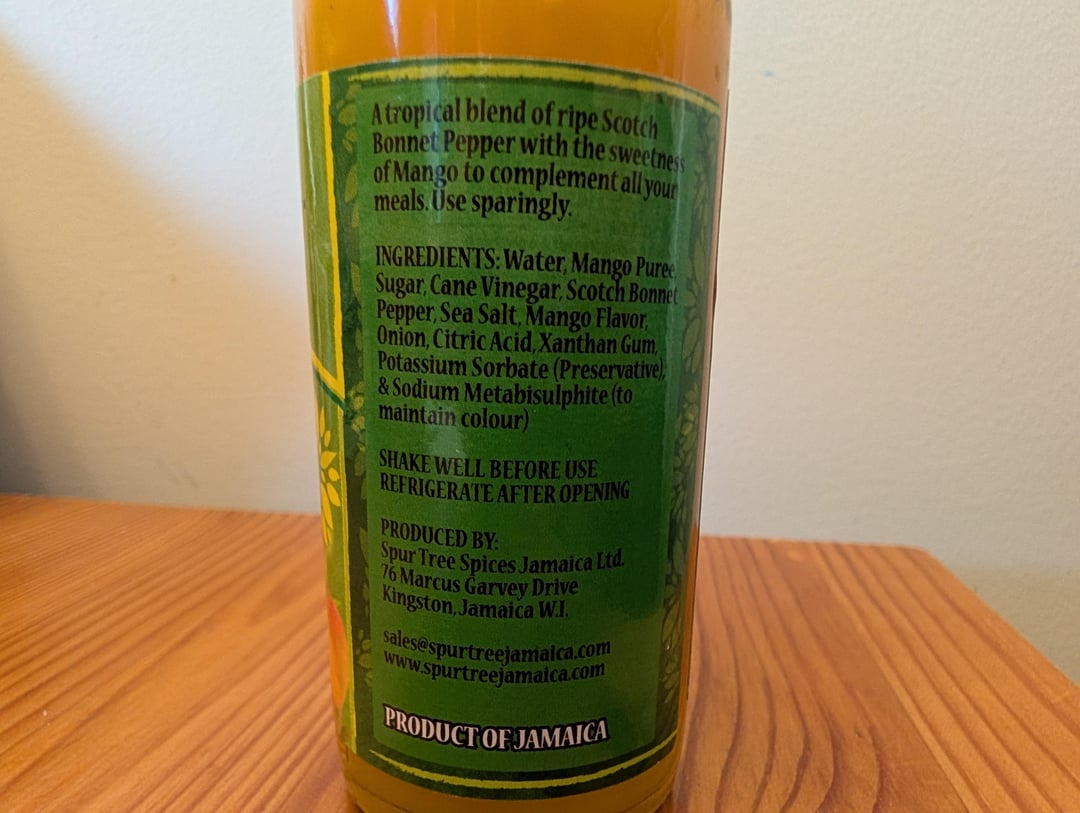 A tropical blend of ripe Scotch
Bonnet Pepper with the sweetness
of Mango to complement all your
meals. Use sparingly.
INGREDIENTS: Water, Mango Puree,
Sugar, Cane Vinegar, Scotch Bonnet
Pepper, Sea Salt, Mango Flavor,
Onion, Citric Acid, Xanthan Gum,
Potassium Sorbate (Preservative),
& Sodium Metabisulphite (to
maintain colour)
SHAKE WELL BEFORE USE
REFRIGERATE AFTER OPENING
PRODUCED BY:
Spur Tree Spices Jamaica Ltd.
76 Marcus Garvey Drive
Kingston, Jamaica W.I.
sales@spurtreejamaica.com
www.spurtreejamaica.com
PRODUCT OF JAMAICA